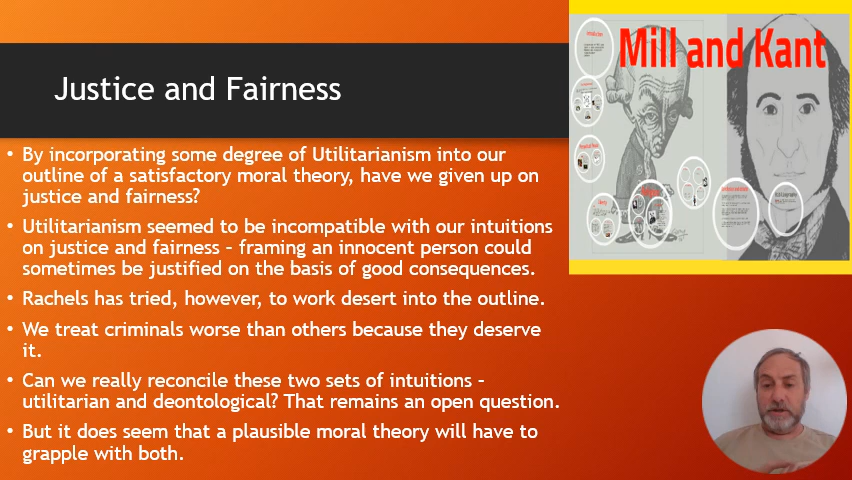 Justice and Fairness
• By incorporating some degree of Utilitarianism into our
outline of a satisfactory moral theory, have we given up on
justice and fairness?
• Utilitarianism seemed to be incompatible with our intuitions
on justice and fairness – framing an innocent person could
sometimes be justified on the basis of good consequences.
• Rachels has tried, however, to work desert into the outline.
• We treat criminals worse than others because they deserve
it.
• Can we really reconcile these two sets of intuitions –
utilitarian and deontological? That remains an open question.
• But it does seem that a plausible moral theory will have to
grapple with both.
Mill and Kant